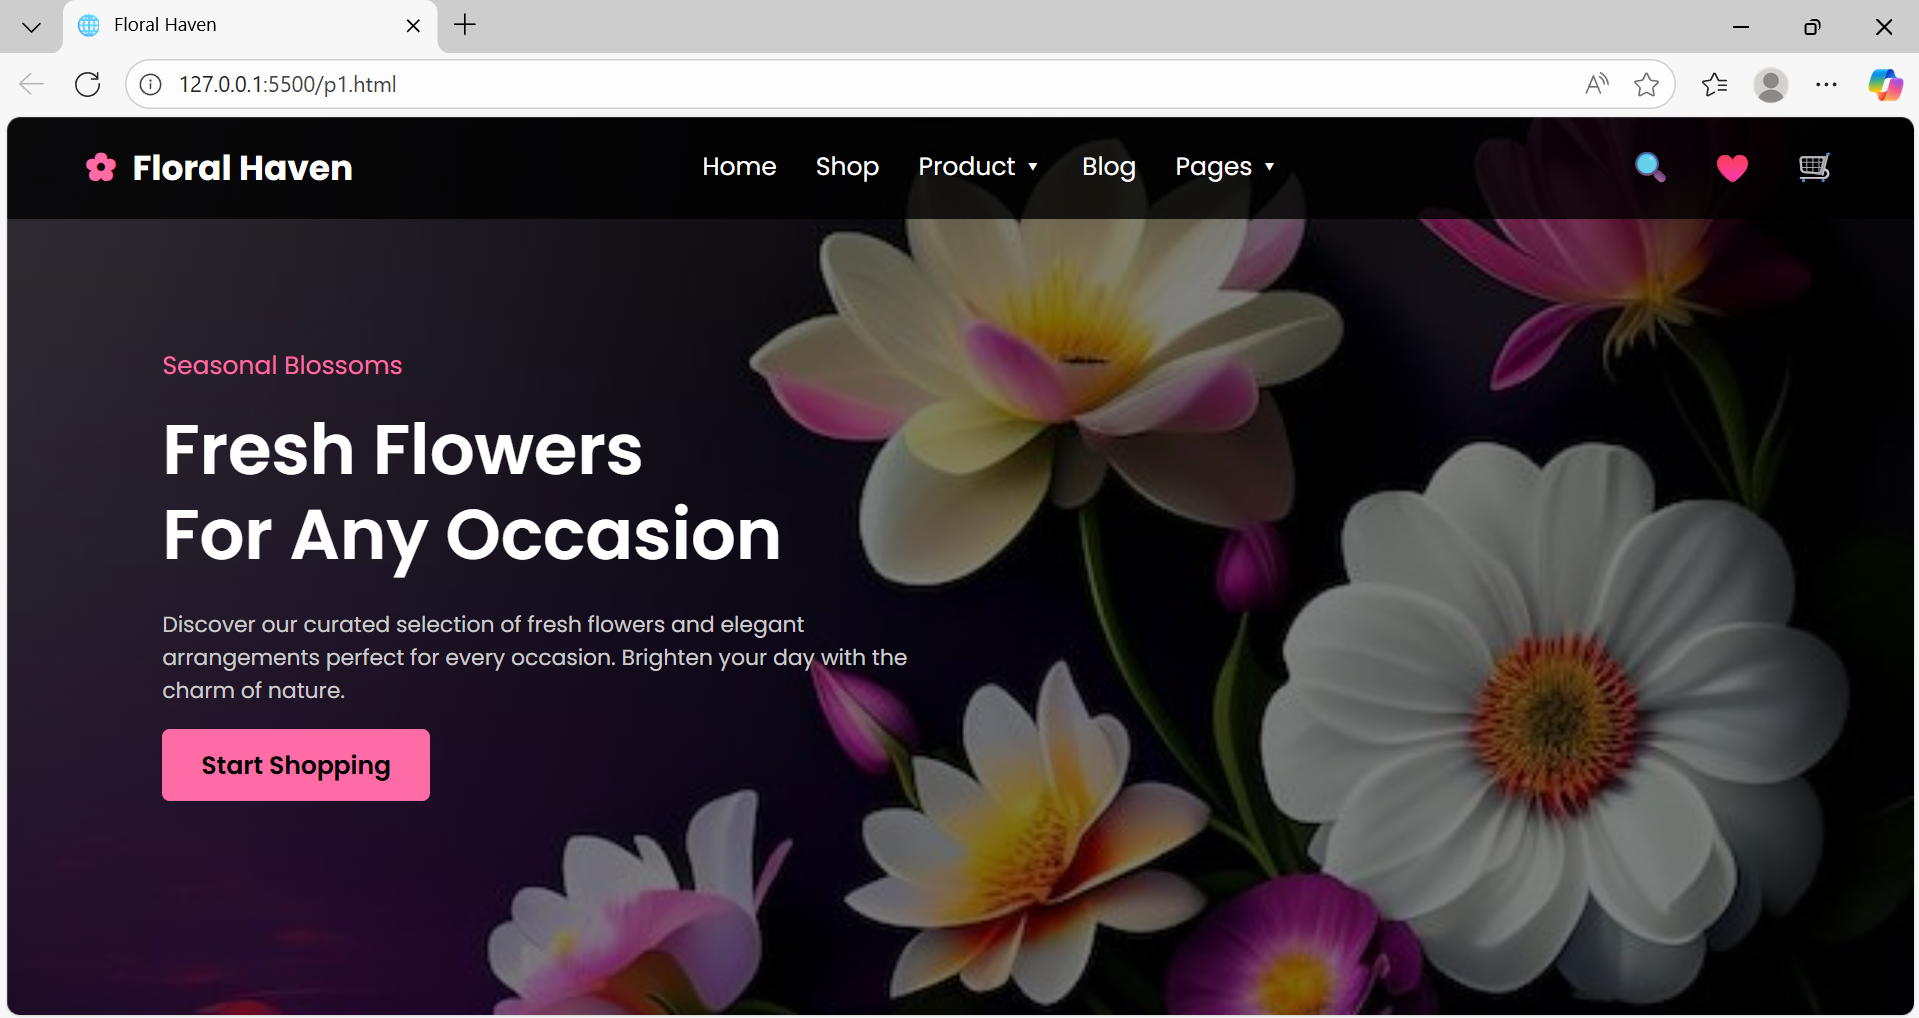 Floral Haven
127.0.0.1:5500/p1.html
Floral Haven
Home Shop Product ▼ Blog Pages ▼
Seasonal Blossoms
Fresh Flowers
For Any Occasion
Discover our curated selection of fresh flowers and elegant
arrangements perfect for every occasion. Brighten your day with the
charm of nature.
Start Shopping